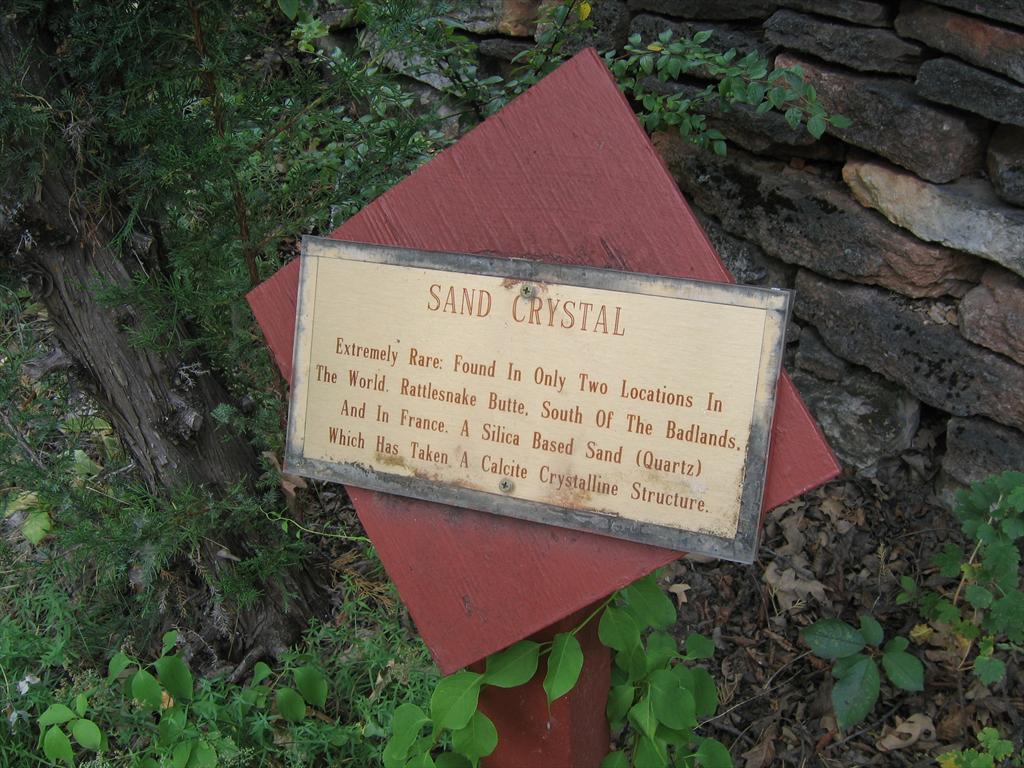 SAND CRYSTAL
Extremely Rare: Found In Only Two Locations In
The World. Rattlesnake Butte, South Of The Badlands,
And In France. A Silica Based Sand (Quartz)
Which Has Taken A Calcite Crystalline Structure.